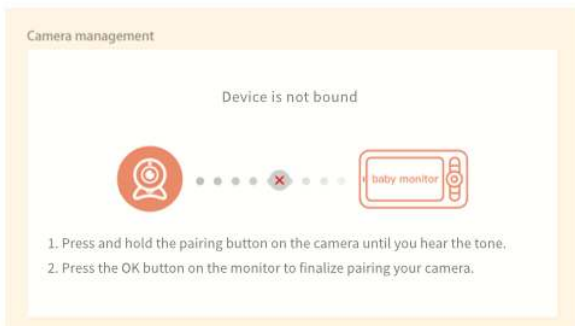 Camera management
Device is not bound
baby monitor
1. Press and hold the pairing button on the camera until you hear the tone.
2. Press the OK button on the monitor to finalize pairing your camera.